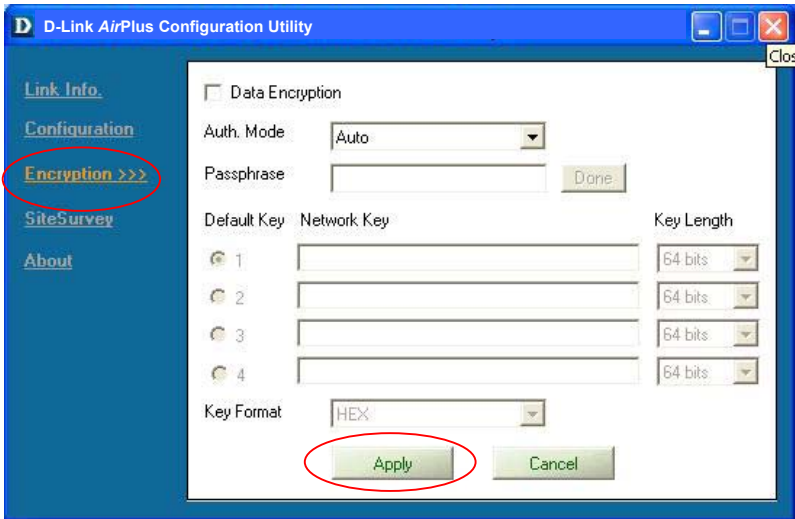 D D-Link AirPlus Configuration Utility
Clos
Link Info.
Configuration
Encryption >>>
SiteSurvey
About
Data Encryption
Auth. Mode Auto
Passphrase Done
Default Key Network Key Key Length
1 64 bits
2 64 bits
3 64 bits
4 64 bits
Key Format HEX
Apply Cancel